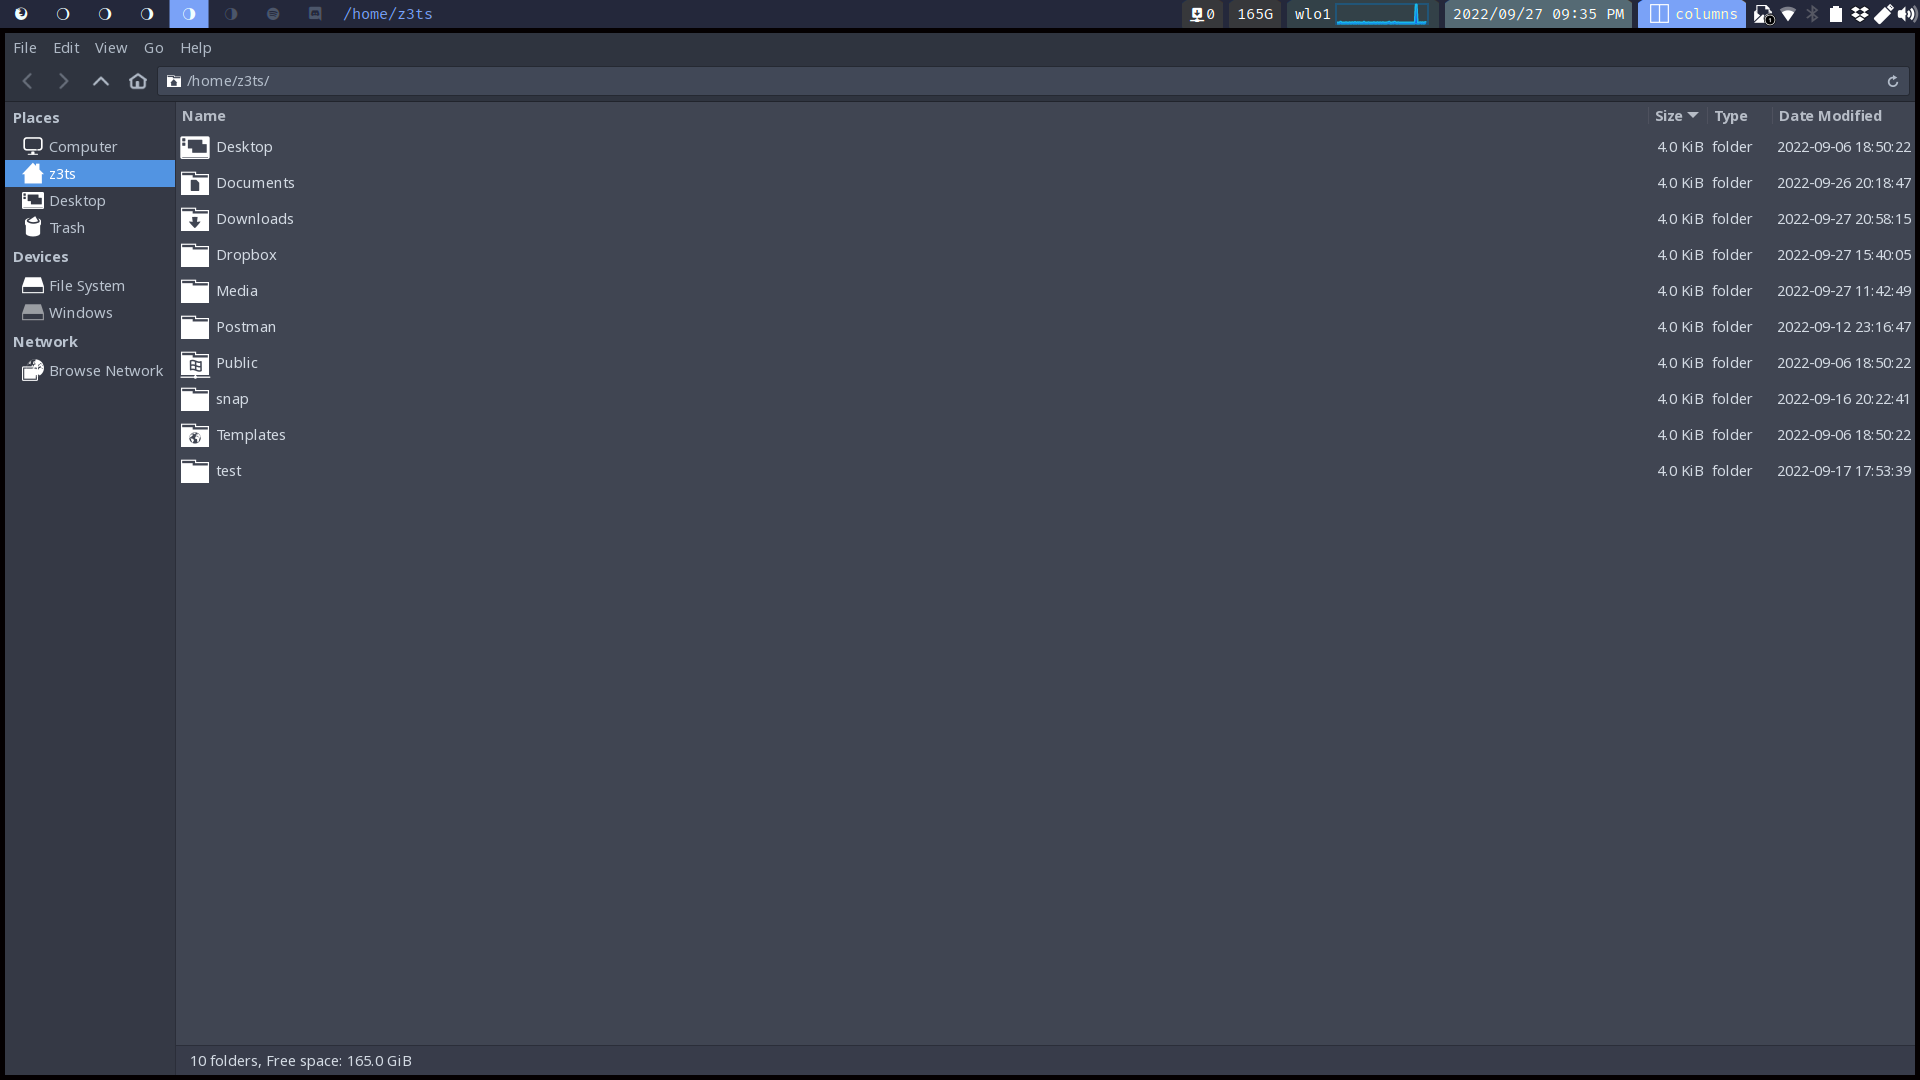 /home/z3ts 0 165G wlo1 2022/09/27 09:35 PM columns
File Edit View Go Help
/home/z3ts/
Places
Computer
z3ts
Desktop
Trash
Devices
File System
Windows
Network
Browse Network
Name Size Type Date Modified
Desktop 4.0 KiB folder 2022-09-06 18:50:22
Documents 4.0 KiB folder 2022-09-26 20:18:47
Downloads 4.0 KiB folder 2022-09-27 20:58:15
Dropbox 4.0 KiB folder 2022-09-27 15:40:05
Media 4.0 KiB folder 2022-09-27 11:42:49
Postman 4.0 KiB folder 2022-09-12 23:16:47
Public 4.0 KiB folder 2022-09-06 18:50:22
snap 4.0 KiB folder 2022-09-16 20:22:41
Templates 4.0 KiB folder 2022-09-06 18:50:22
test 4.0 KiB folder 2022-09-17 17:53:39
10 folders, Free space: 165.0 GiB